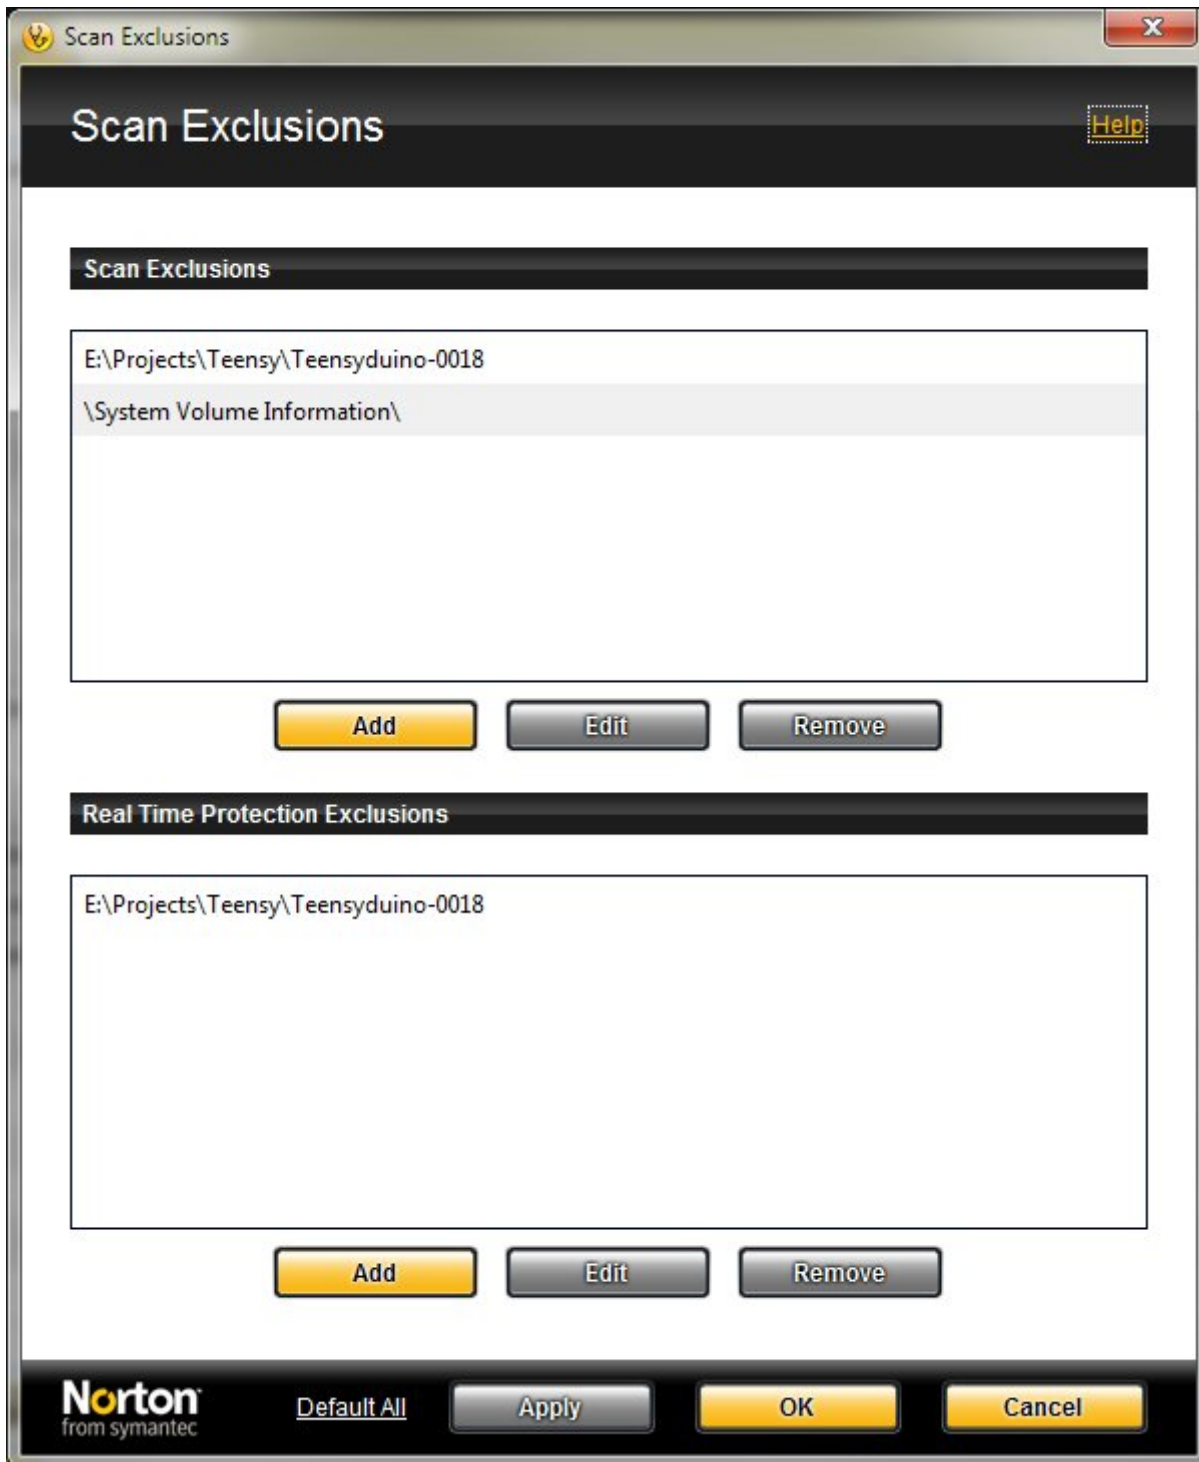 Scan Exclusions
Scan Exclusions
Help
Scan Exclusions
E:\Projects\Teensy\Teensyduino-0018
\System Volume Information\
Add
Edit
Remove
Real Time Protection Exclusions
E:\Projects\Teensy\Teensyduino-0018
Add
Edit
Remove
Norton
from symantec
Default All
Apply
OK
Cancel